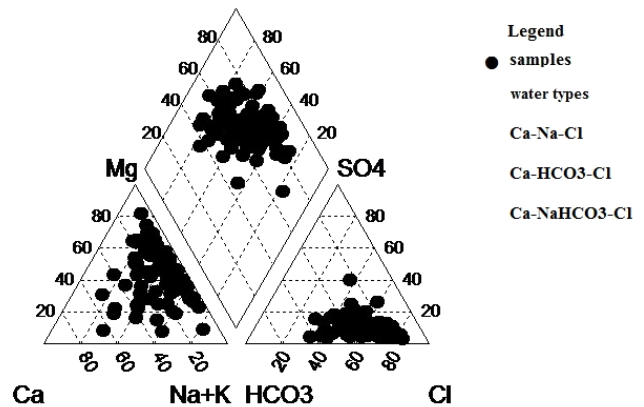 Legend
samples
water types
Ca-Na-Cl
Ca-HCO3-Cl
Ca-NaHCO3-Cl
80 80
60 60
40 40
20 20
Mg SO4
80 80
60 60
40 40
20 20
80 60 40 20 20 40 60 80
Ca Na+K HCO3 Cl